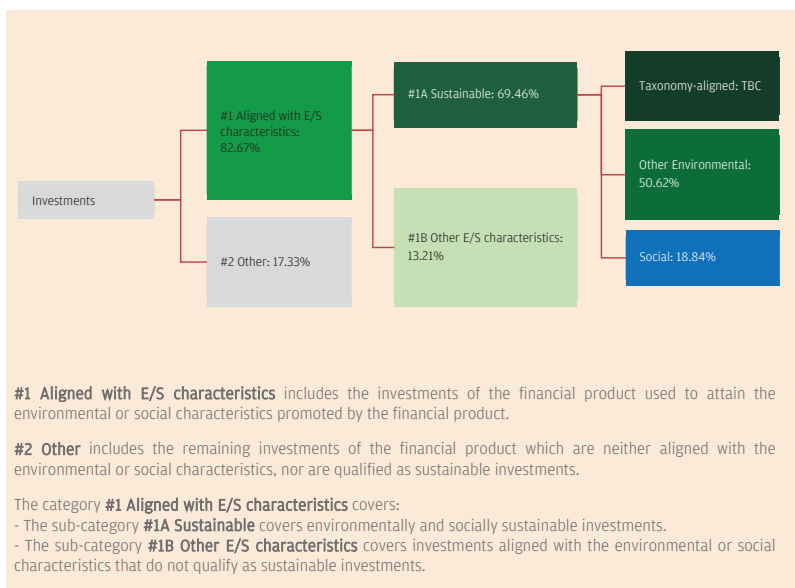 Investments
#1 Aligned with E/S
characteristics:
82.67%
#2 Other: 17.33%
#1A Sustainable: 69.46%
#1B Other E/S characteristics:
13.21%
Taxonomy-aligned: TBC
Other Environmental:
50.62%
Social: 18.84%
#1 Aligned with E/S characteristics includes the investments of the financial product used to attain the
environmental or social characteristics promoted by the financial product.
#2 Other includes the remaining investments of the financial product which are neither aligned with the
environmental or social characteristics, nor are qualified as sustainable investments.
The category #1 Aligned with E/S characteristics covers:
- The sub-category #1A Sustainable covers environmentally and socially sustainable investments.
- The sub-category #1B Other E/S characteristics covers investments aligned with the environmental or social
characteristics that do not qualify as sustainable investments.